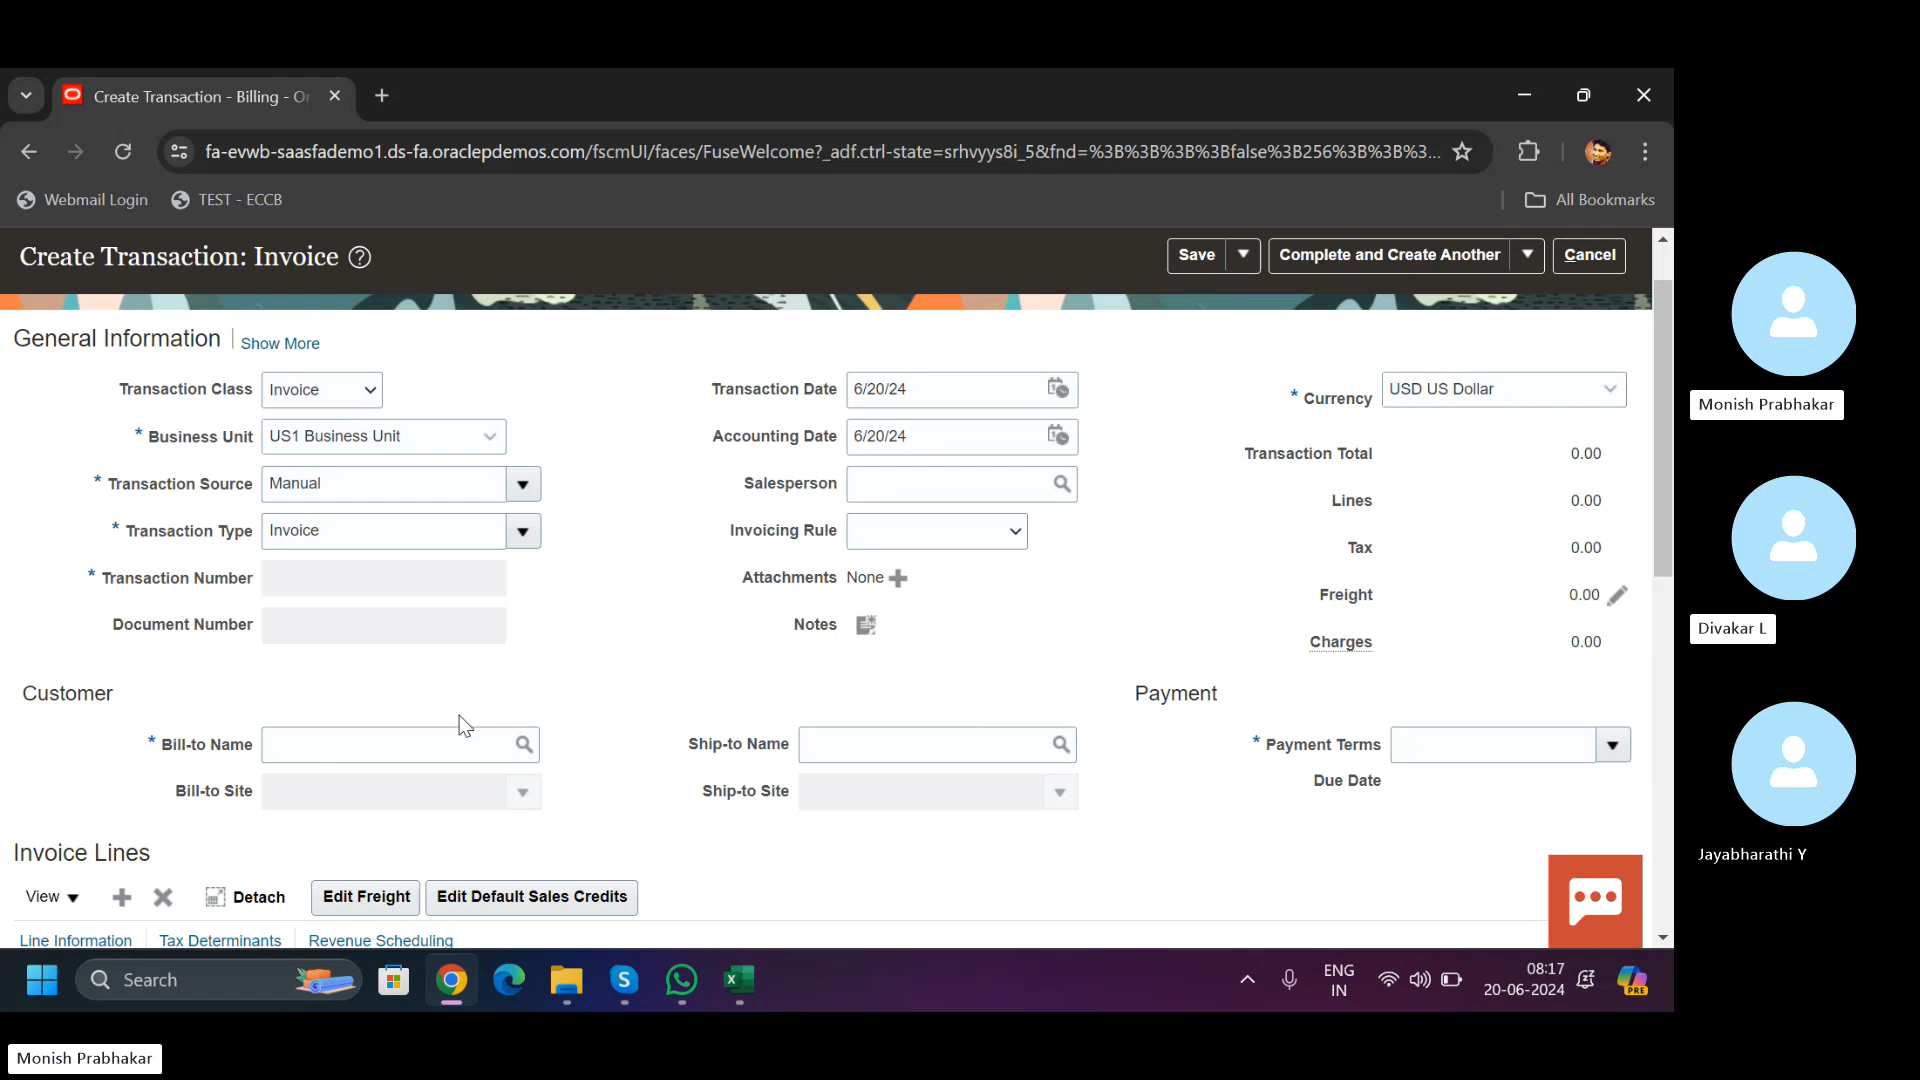 Create Transaction - Billing - Or
fa-evwb-saasfademo1.ds-fa.oraclepdemos.com/fscmUI/faces/FuseWelcome?_adf.ctrl-state=srhvyys8i_5&fnd=%3B%3B%3B%3Bfalse%3B256%3B%3B%3...
Webmail Login TEST - ECCB All Bookmarks
Create Transaction: Invoice ? Save Complete and Create Another Cancel
General Information Show More
Transaction Class Invoice Transaction Date 6/20/24 * Currency USD US Dollar
* Business Unit US1 Business Unit Accounting Date 6/20/24 Transaction Total 0.00
* Transaction Source Manual Salesperson Lines 0.00
* Transaction Type Invoice Invoicing Rule Tax 0.00
* Transaction Number Attachments None Freight 0.00
Document Number Notes Charges 0.00
Customer Payment
* Bill-to Name Ship-to Name * Payment Terms
Bill-to Site Ship-to Site Due Date
Invoice Lines
View Detach Edit Freight Edit Default Sales Credits
Line Information Tax Determinants Revenue Scheduling
Search ENG IN 08:17 20-06-2024 PRE
Monish Prabhakar
Divakar L
Jayabharathi Y
Monish Prabhakar